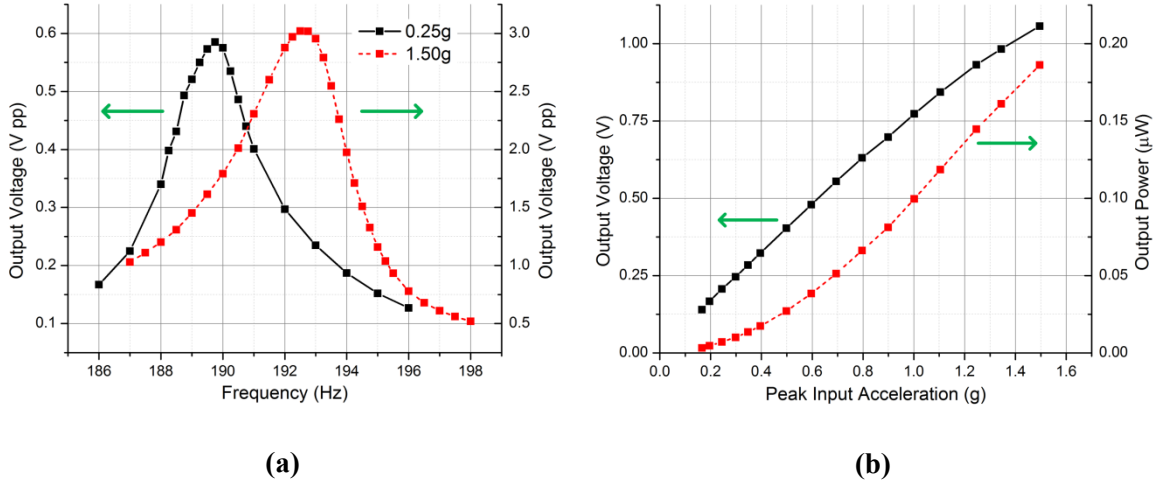 0.25g
1.50g
Output Voltage (V pp)
0.6
0.5
0.4
0.3
0.2
0.1
186 188 190 192 194 196 198
Frequency (Hz)
3.0
2.5
2.0
1.5
1.0
0.5
Output Voltage (V pp)
(a)
Output Voltage (V)
1.00
0.75
0.50
0.25
0.00
0.0 0.2 0.4 0.6 0.8 1.0 1.2 1.4 1.6
Peak Input Acceleration (g)
0.20
0.15
0.10
0.05
0.00
Output Power (μW)
(b)